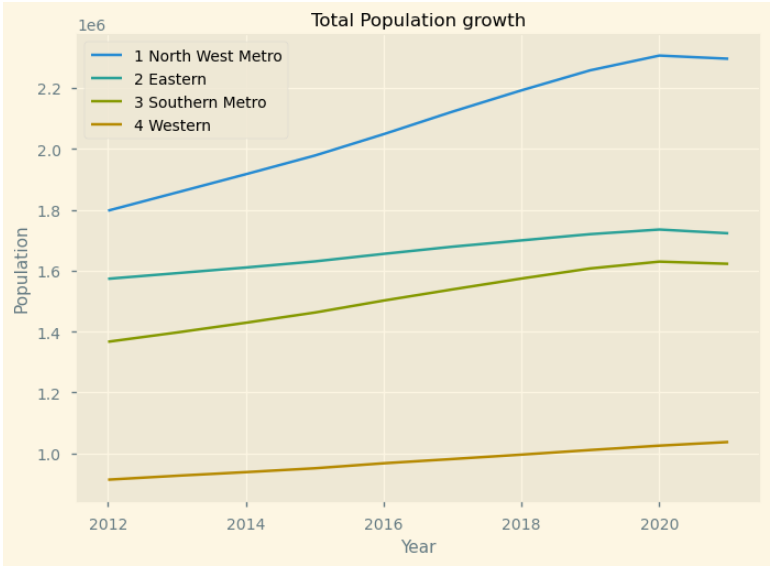 Total Population growth
1e6
1 North West Metro
2 Eastern
3 Southern Metro
4 Western
2.2
2.0
1.8
1.6
1.4
1.2
1.0
Population
2012
2014
2016
2018
2020
Year